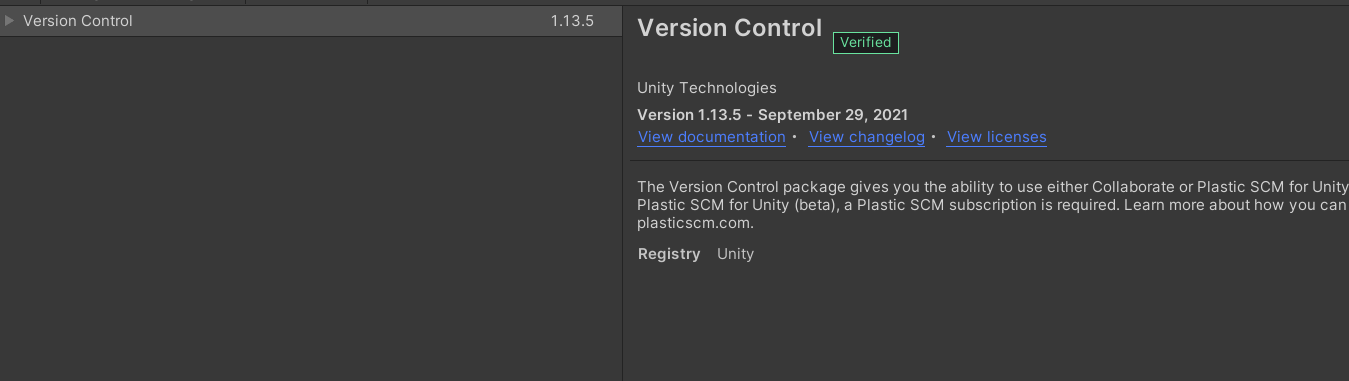 Version Control 1.13.5
Version Control Verified
Unity Technologies
Version 1.13.5 - September 29, 2021
View documentation • View changelog • View licenses
The Version Control package gives you the ability to use either Collaborate or Plastic SCM for Unity
Plastic SCM for Unity (beta), a Plastic SCM subscription is required. Learn more about how you can
plasticscm.com.
Registry Unity